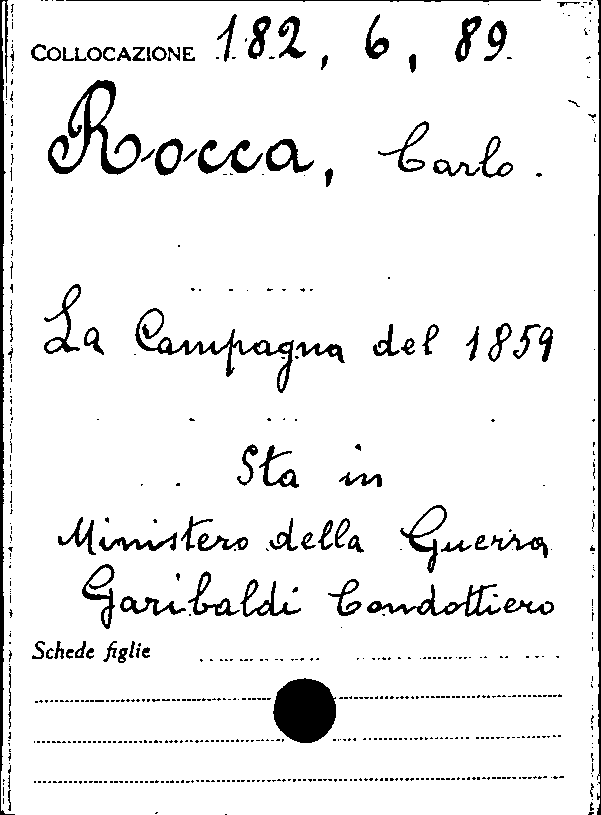 COLLOCAZIONE 182, 6, 89
Rocca, Carlo.
La Campagna del 1859
Sta in
Ministero della Guerra
Garibaldi Condottiero
Schede figlie